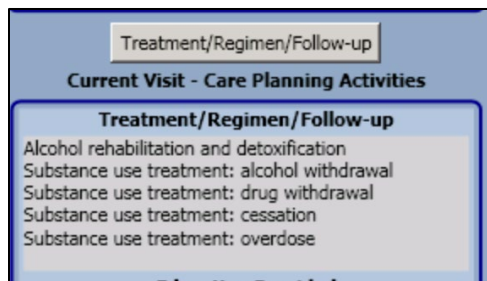 Treatment/Regimen/Follow-up
Current Visit - Care Planning Activities
Treatment/Regimen/Follow-up
Alcohol rehabilitation and detoxification
Substance use treatment: alcohol withdrawal
Substance use treatment: drug withdrawal
Substance use treatment: cessation
Substance use treatment: overdose